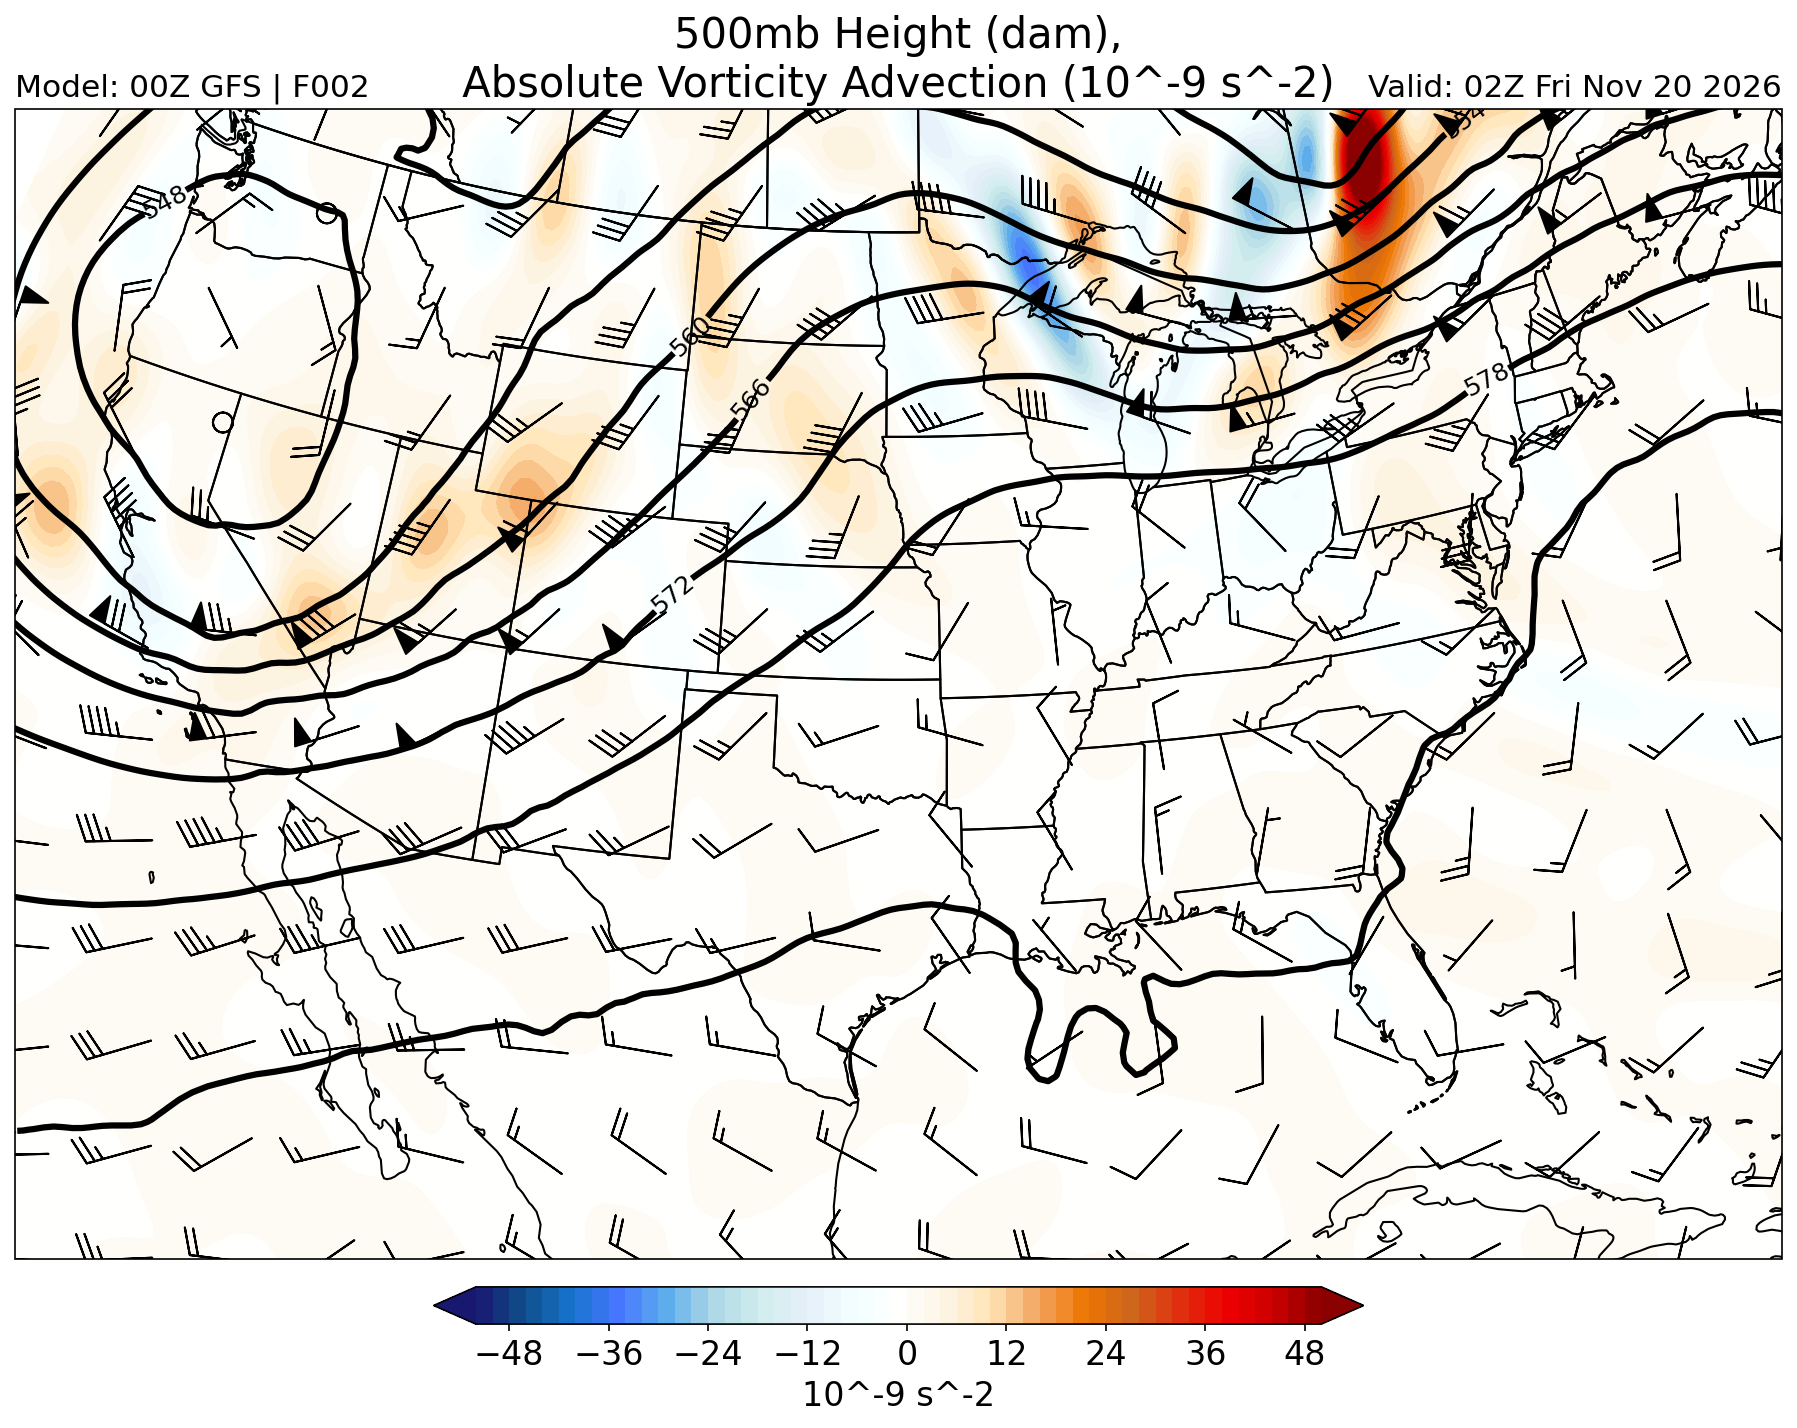 500mb Height (dam),
Model: 00Z GFS | F002
Absolute Vorticity Advection (10^-9 s^-2)
Valid: 02Z Fri Nov 20 2026
554
548
560
566
578
572
−48 −36 −24 −12 0 12 24 36 48
10^-9 s^-2